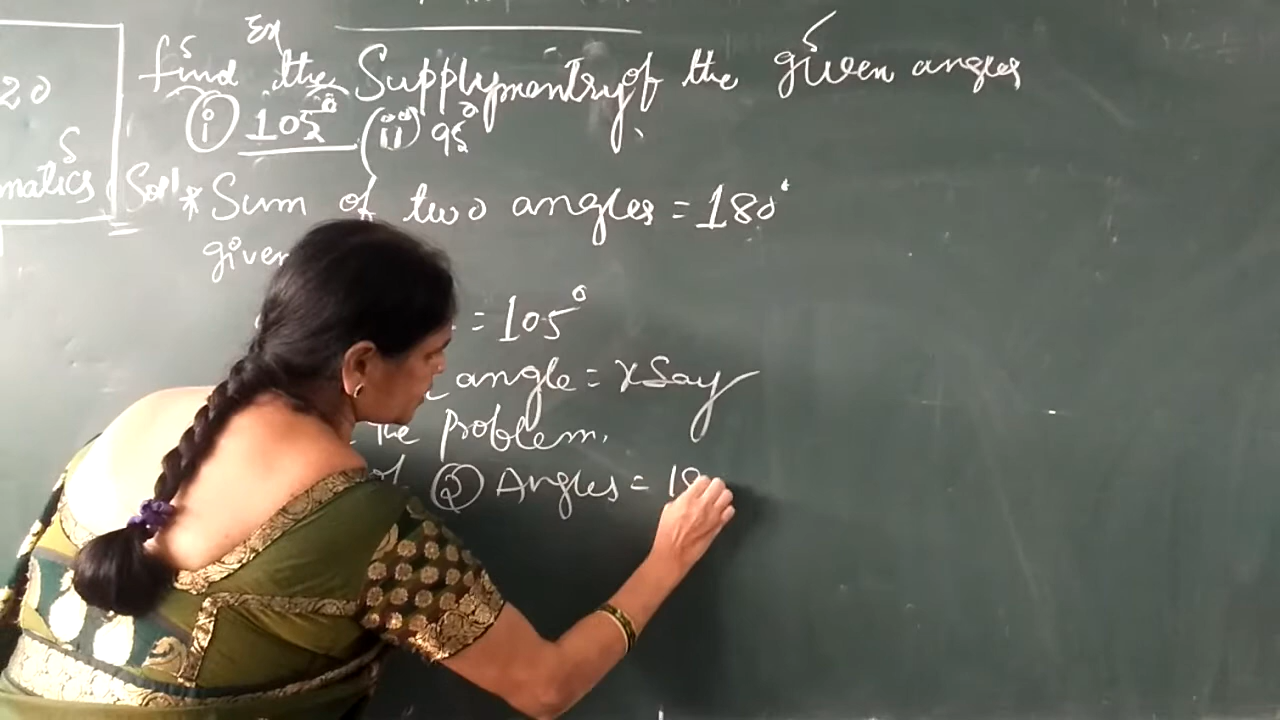 20
matics
Ex
find the Supplymentry of the given angles
(i) 105° (ii) 95°
Sol * Sum of two angles = 180°
given
= 105°
angle = x Say
the problem.
of ② Angles = 18